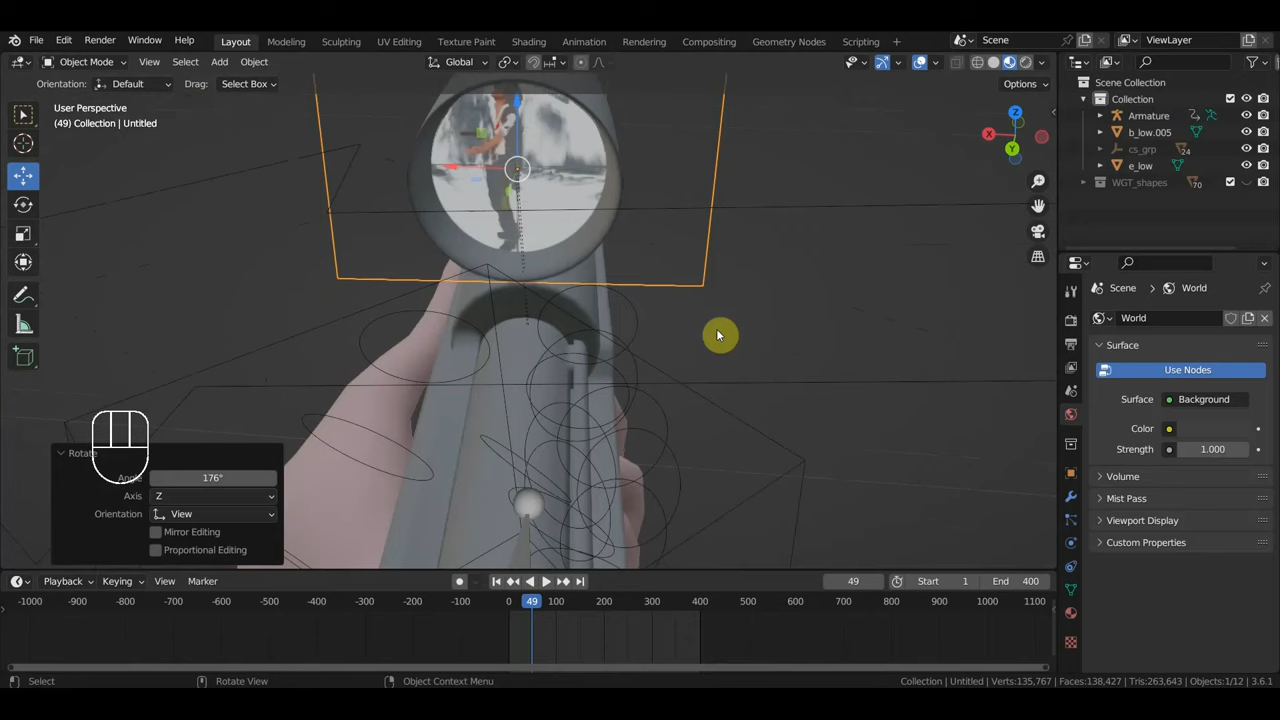 File Edit Render Window Help Layout Modeling Sculpting UV Editing Texture Paint Shading Animation Rendering Compositing Geometry Nodes Scripting + Scene ViewLayer
Object Mode View Select Add Object Global
Orientation: Default Drag: Select Box Options
User Perspective
(49) Collection | Untitled
X Y Z
Scene Collection
Collection
Armature
b_low.005
cs_grp 24
e_low
WGT_shapes 70
Scene World
World
Surface
Use Nodes
Surface Background
Color
Strength 1.000
Volume
Mist Pass
Viewport Display
Custom Properties
Rotate
Angle 176°
Axis Z
Orientation View
Mirror Editing
Proportional Editing
Playback Keying View Marker 49 Start 1 End 400
-1000 -900 -800 -700 -600 -500 -400 -300 -200 -100 0 49 100 200 300 400 500 600 700 800 900 1000 1100
Select Rotate View Object Context Menu Collection | Untitled | Verts:135,767 | Faces:138,427 | Tris:263,643 | Objects:1/12 | 3.6.1